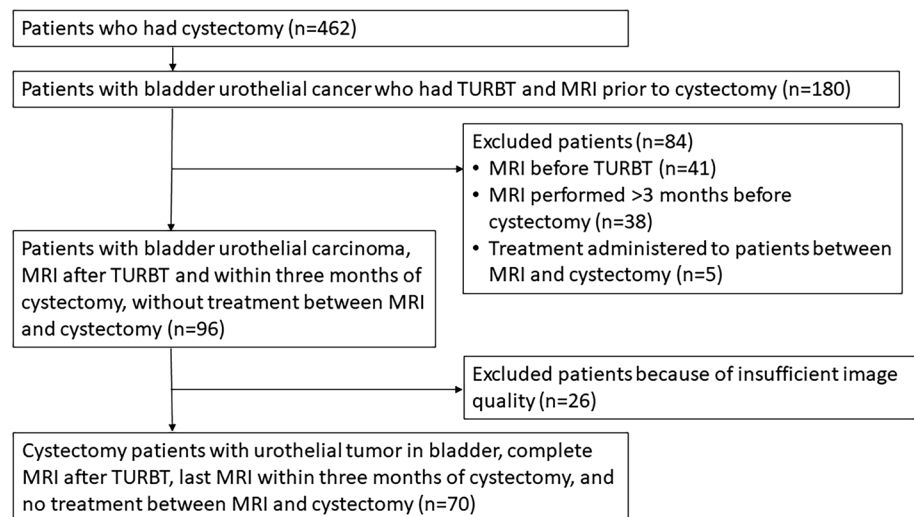 Patients who had cystectomy (n=462)
Patients with bladder urothelial cancer who had TURBT and MRI prior to cystectomy (n=180)
Excluded patients (n=84)
• MRI before TURBT (n=41)
• MRI performed >3 months before
cystectomy (n=38)
• Treatment administered to patients between
MRI and cystectomy (n=5)
Patients with bladder urothelial carcinoma,
MRI after TURBT and within three months of
cystectomy, without treatment between MRI
and cystectomy (n=96)
Excluded patients because of insufficient image
quality (n=26)
Cystectomy patients with urothelial tumor in bladder, complete
MRI after TURBT, last MRI within three months of cystectomy, and
no treatment between MRI and cystectomy (n=70)